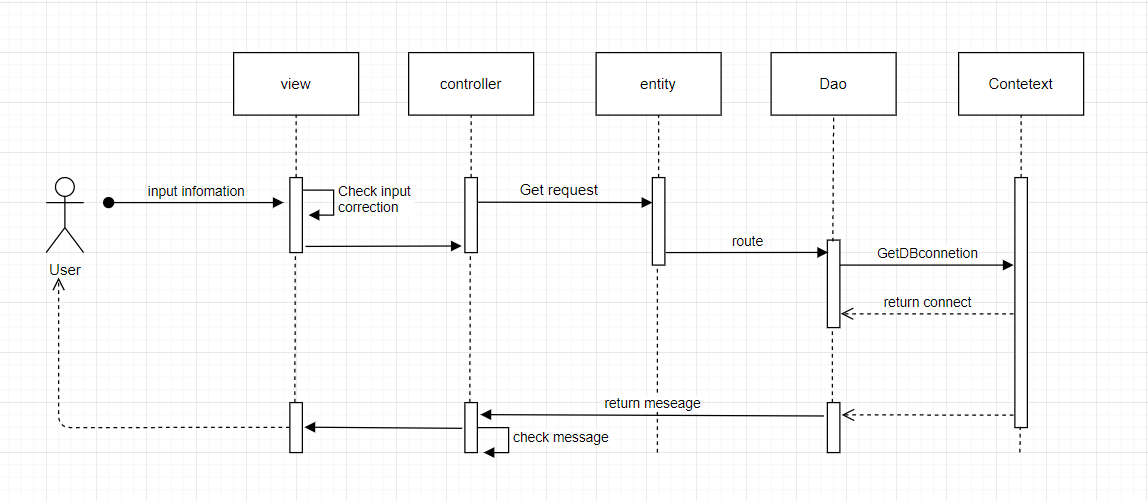 view
controller
entity
Dao
Contetext
input infomation
Check input
correction
Get request
route
GetDBconnetion
User
return connect
return meseage
check message